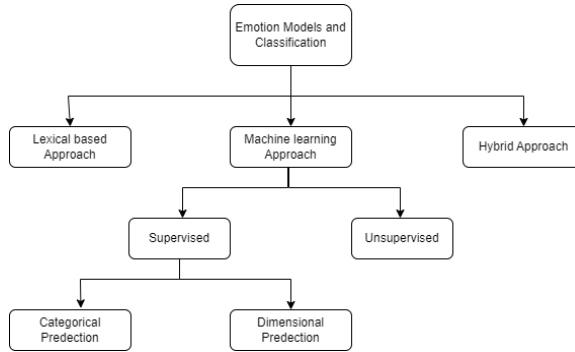 Emotion Models and
Classification
Lexical based
Approach
Machine learning
Approach
Hybrid Approach
Supervised
Unsupervised
Categorical
Predection
Dimensional
Predection